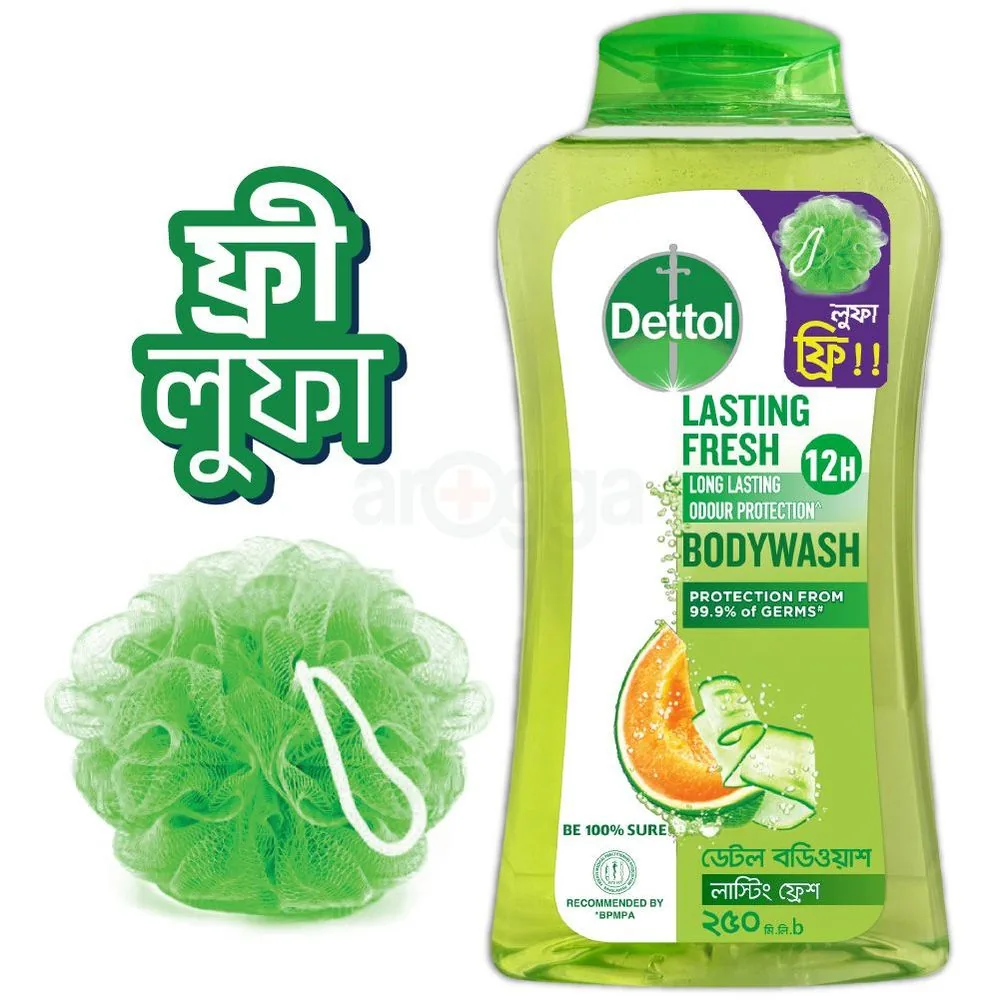 ফ্রী
লুফা
arogga
Dettol
লুফা
ফ্রি!!
LASTING
FRESH
12H
LONG LASTING
ODOUR PROTECTION^
BODYWASH
PROTECTION FROM
99.9% of GERMS#
BE 100% SURE
RECOMMENDED BY
*BPMPA
ডেটল বডিওয়াশ
লাস্টিং ফ্রেশ
২৫০ মি.লি.b